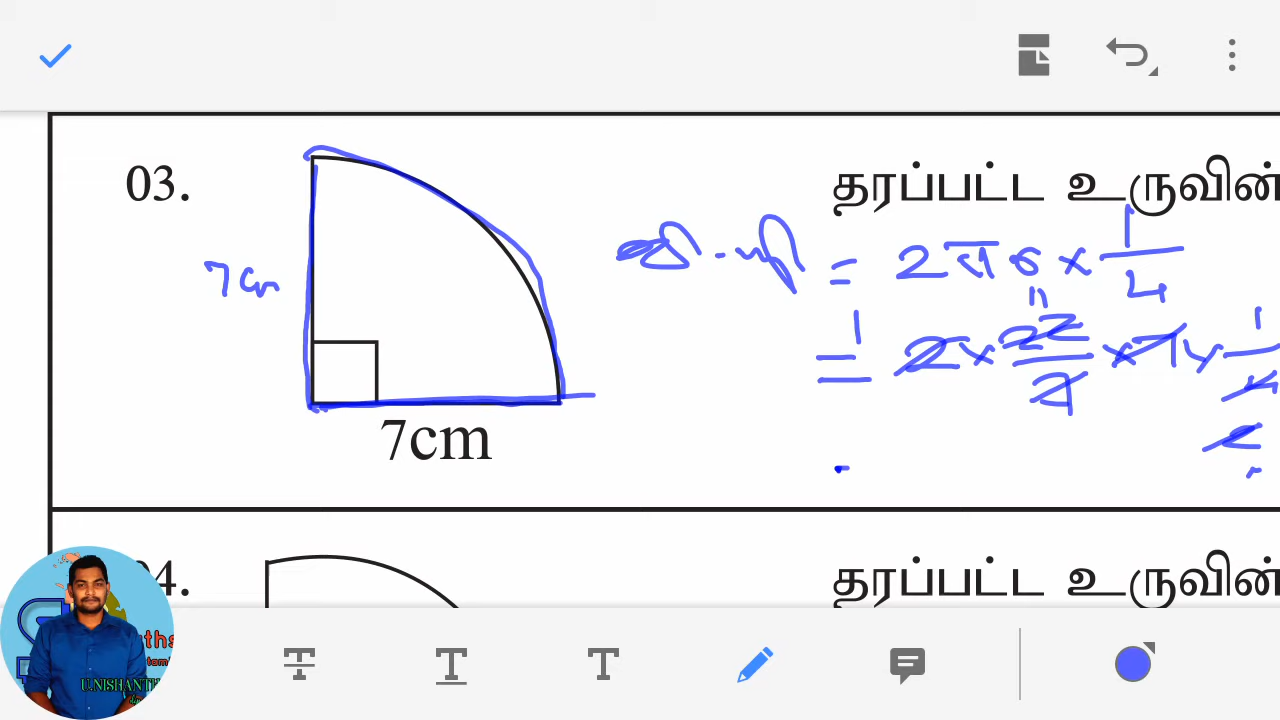 03.
தரப்பட்ட உருவின்
= 2πr × 1/4
7cm
= 2 × 22/7 × 7 × 1/4
11
1
7cm
04.
தரப்பட்ட உருவின்
U.NISHANTH
T T T